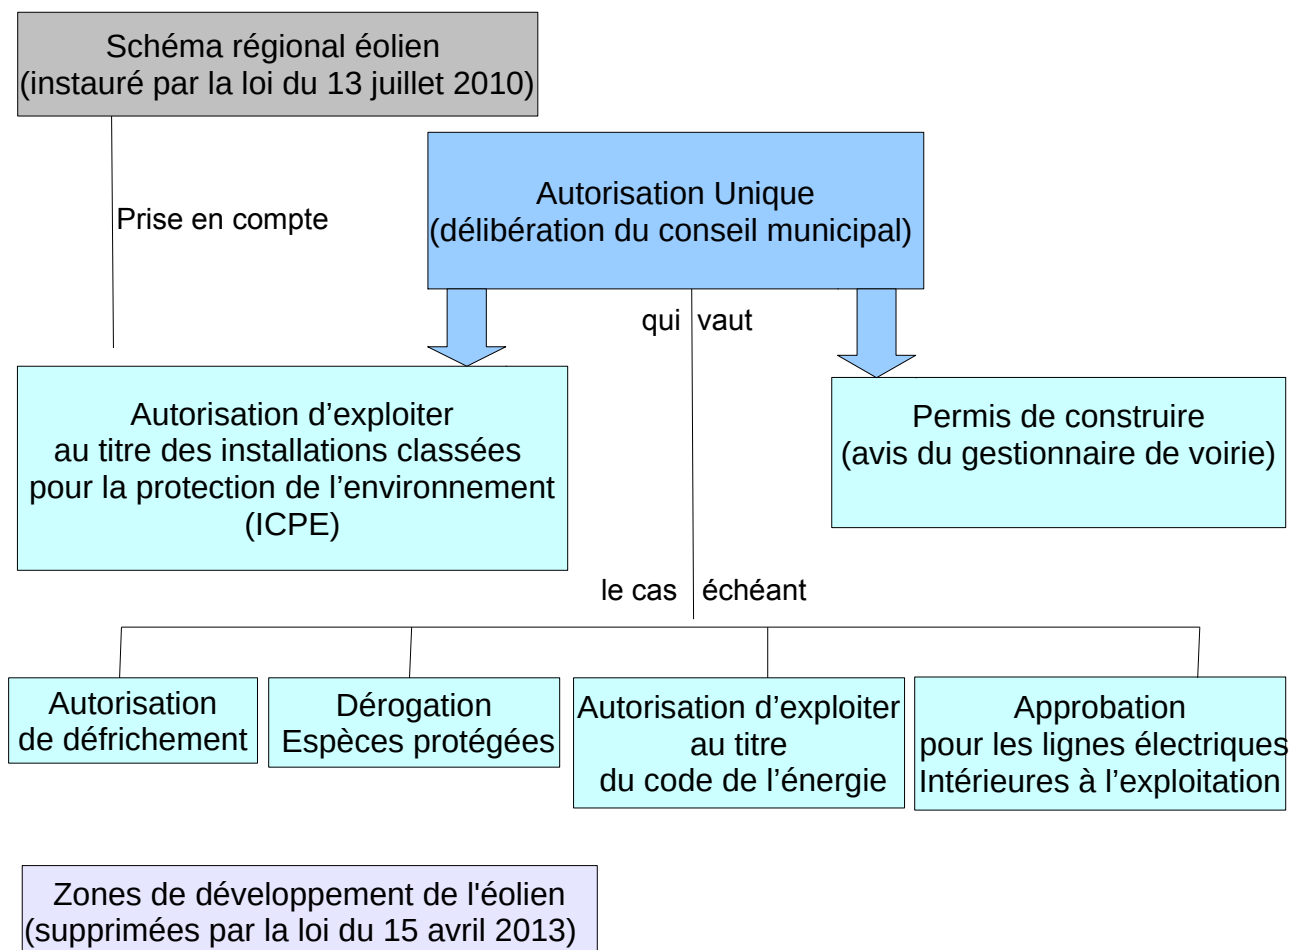 Schéma régional éolien
(instauré par la loi du 13 juillet 2010)
Autorisation Unique
(délibération du conseil municipal)
Prise en compte
qui vaut
Autorisation d’exploiter
au titre des installations classées
pour la protection de l’environnement
(ICPE)
Permis de construire
(avis du gestionnaire de voirie)
le cas échéant
Autorisation
de défrichement
Dérogation
Espèces protégées
Autorisation d’exploiter
au titre
du code de l’énergie
Approbation
pour les lignes électriques
Intérieures à l’exploitation
Zones de développement de l'éolien
(supprimées par la loi du 15 avril 2013)